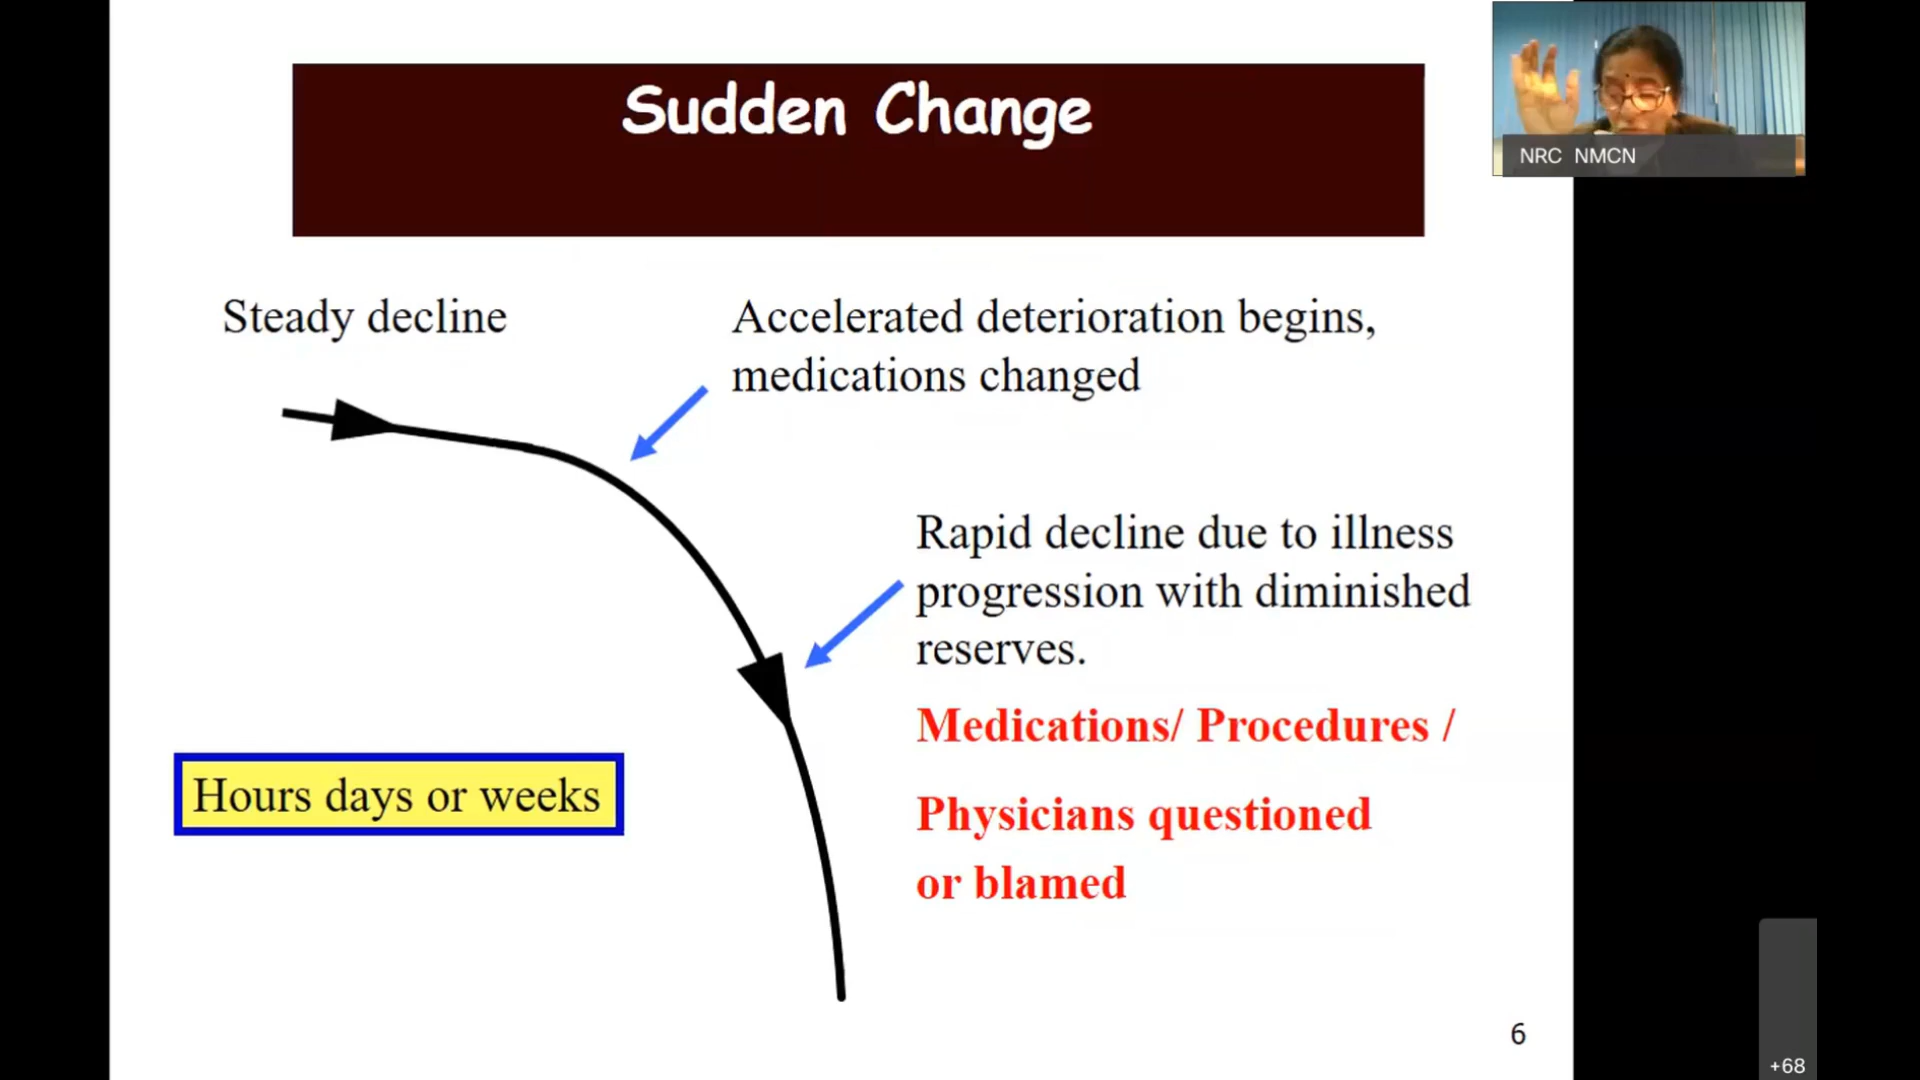 Sudden Change
NRC NMCN
Steady decline
Accelerated deterioration begins,
medications changed
Rapid decline due to illness
progression with diminished
reserves.
Medications/ Procedures /
Physicians questioned
or blamed
Hours days or weeks
6
+68